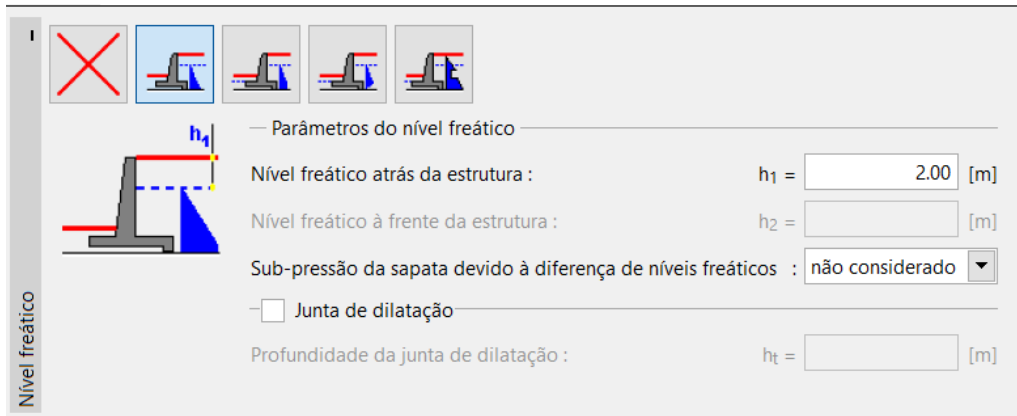 h1
Parâmetros do nível freático
Nível freático atrás da estrutura : h1 = 2.00 [m]
Nível freático à frente da estrutura : h2 = [m]
Sub-pressão da sapata devido à diferença de níveis freáticos : não considerado
Junta de dilatação
Profundidade da junta de dilatação : ht = [m]
Nível freático